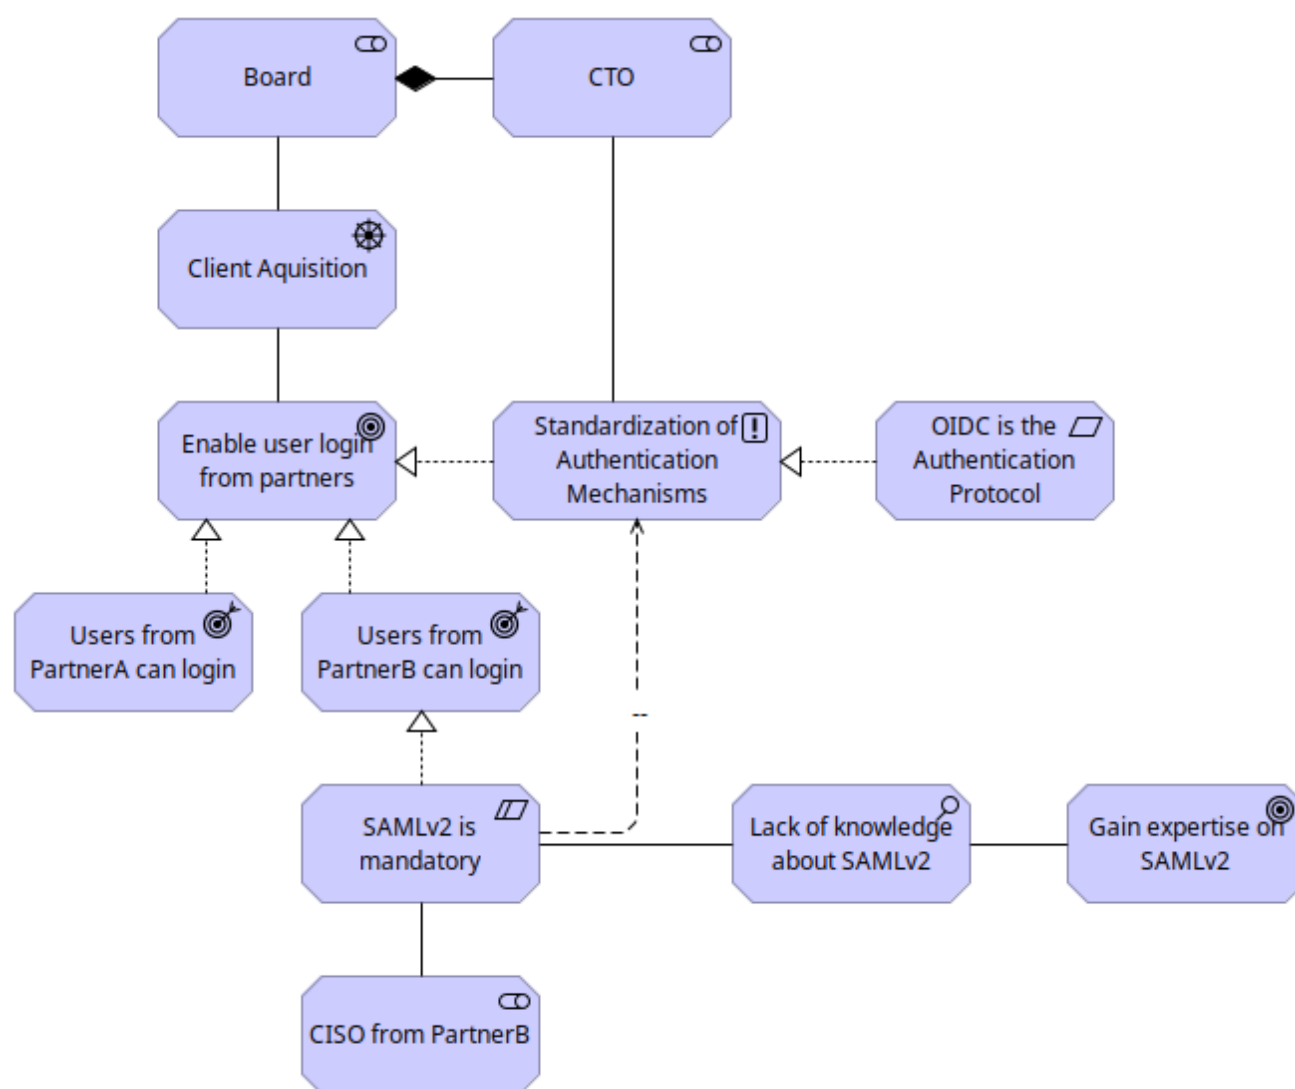 Board
CTO
Client Aquisition
Enable user login
from partners
Standardization of
Authentication
Mechanisms
OIDC is the
Authentication
Protocol
Users from
PartnerA can login
Users from
PartnerB can login
--
SAMLv2 is
mandatory
Lack of knowledge
about SAMLv2
Gain expertise on
SAMLv2
CISO from PartnerB